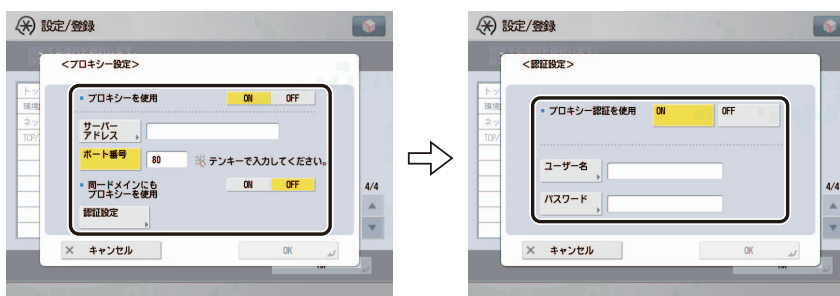 設定/登録
<プロキシー設定>
プロキシーを使用
ON OFF
サーバー
アドレス
ポート番号
80
テンキーで入力してください。
同一ドメインにも
プロキシーを使用
ON OFF
認証設定
4/4
キャンセル
OK
設定/登録
<認証設定>
プロキシー認証を使用
ON OFF
ユーザー名
パスワード
4/4
キャンセル
OK